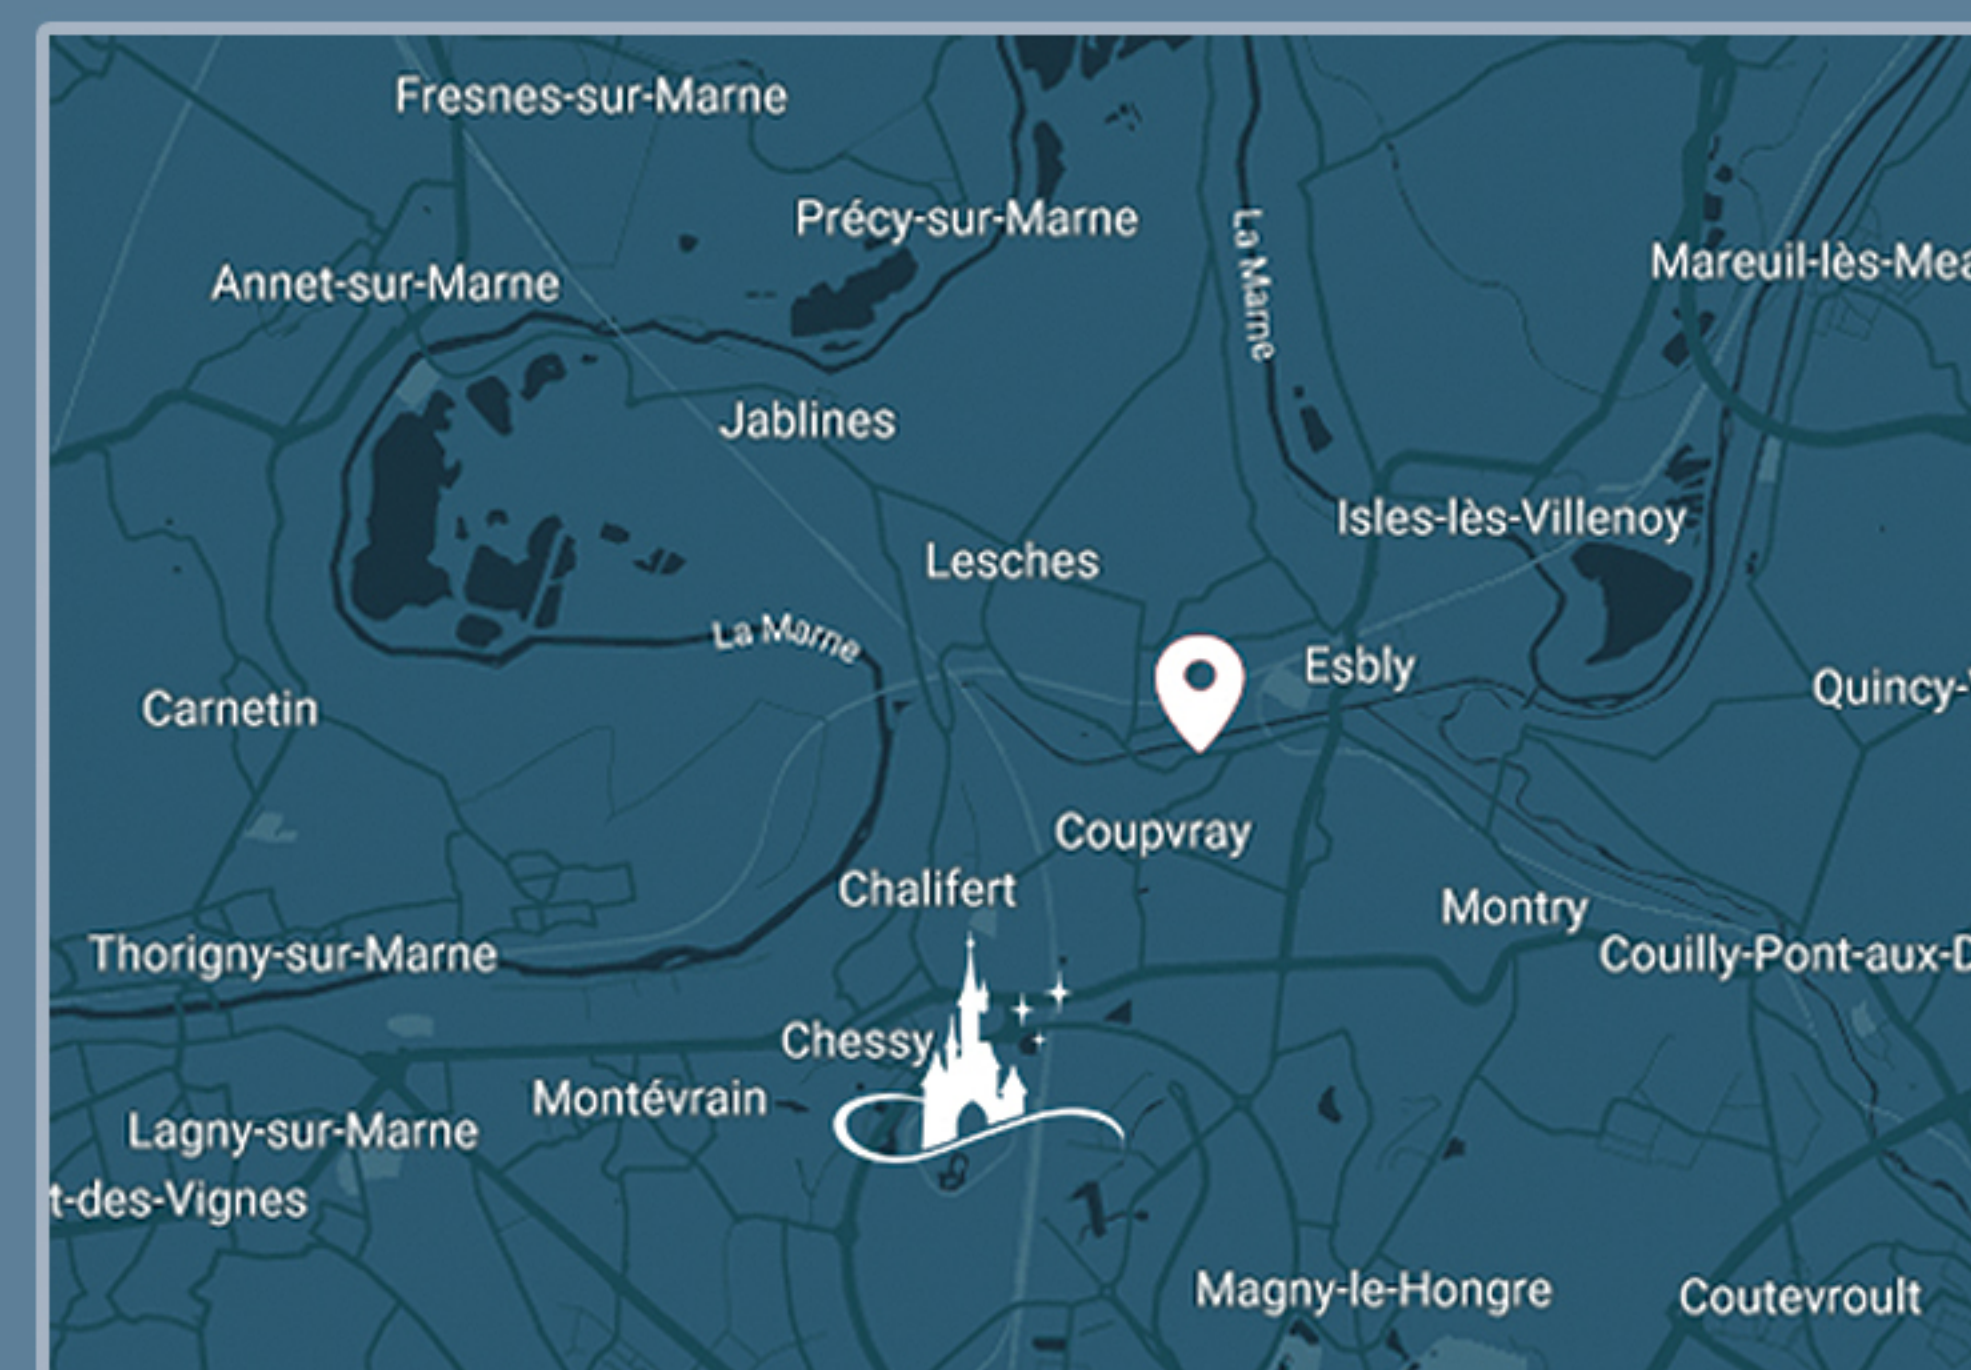 Fresnes-sur-Marne
Précy-sur-Marne
La Marne
Mareuil-lès-Mea
Annet-sur-Marne
Jablines
Isles-lès-Villenoy
Lesches
La Marne
Esbly
Quincy-
Carnetin
Coupvray
Chalifert
Montry
Thorigny-sur-Marne
Couilly-Pont-aux-D
Chessy
Montévrain
Lagny-sur-Marne
t-des-Vignes
Magny-le-Hongre
Coutevroult